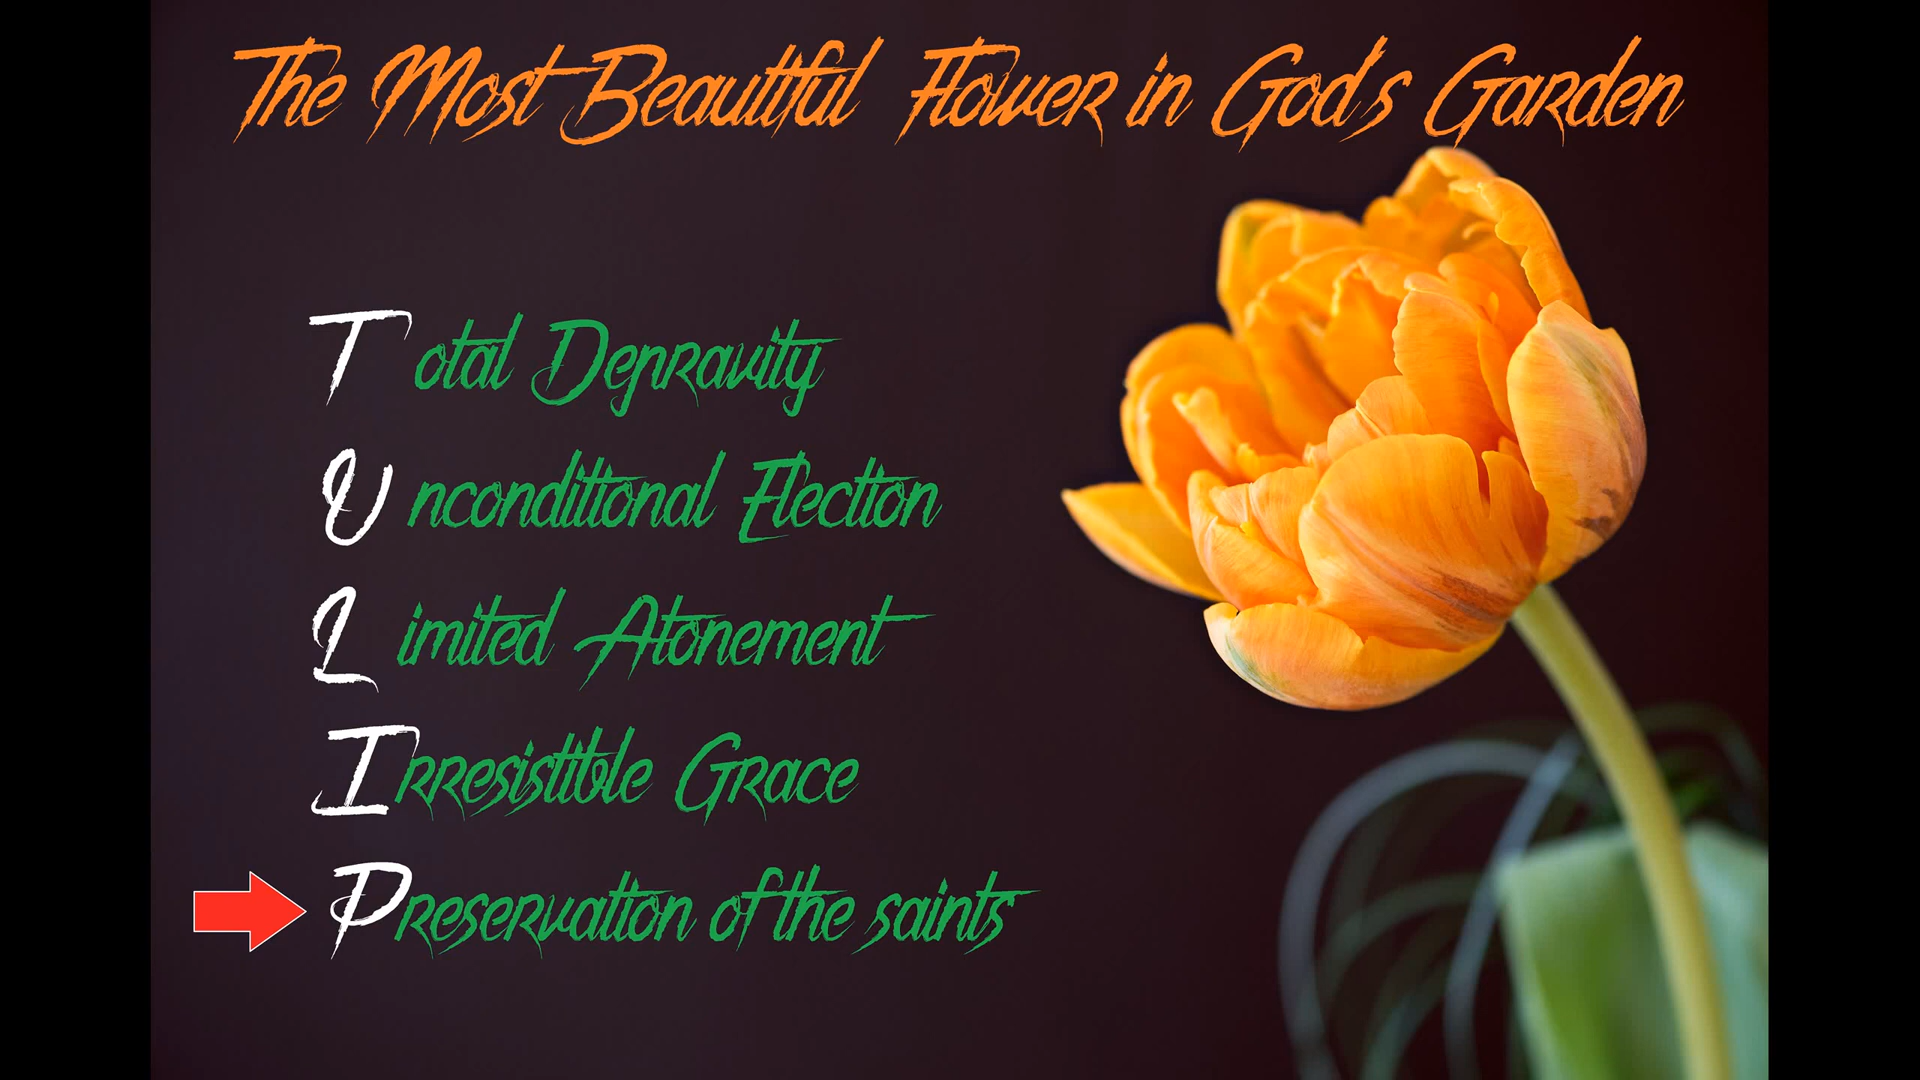 The Most Beautiful Flower in God's Garden
Total Depravity
Unconditional Election
Limited Atonement
Irresistible Grace
Preservation of the saints